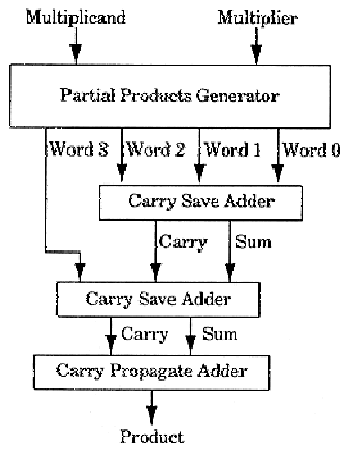 Multiplicand Multiplier
Partial Products Generator
Word 3 Word 2 Word 1 Word 0
Carry Save Adder
Carry Sum
Carry Save Adder
Carry Sum
Carry Propagate Adder
Product